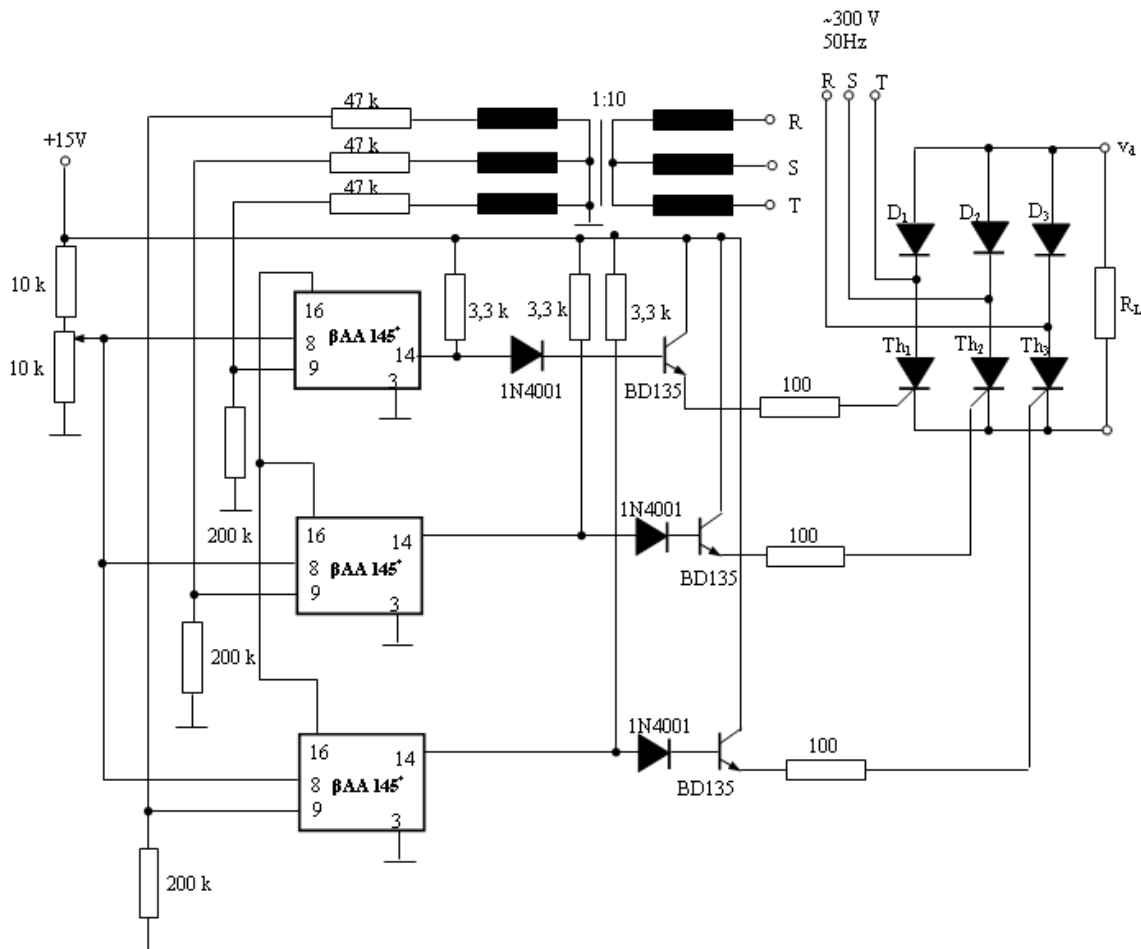 ~300 V
50Hz
R S T
1:10
47 k
R
+15V
47 k
S
47 k
T
v_d
D₁
D₂
D₃
10 k
3,3 k
3,3 k
3,3 k
R_L
16
βAA 145⁺
8
14
9
3
10 k
1N4001
BD135
100
Th₁
Th₂
Th₃
200 k
16
14
8
βAA 145⁺
9
3
1N4001
BD135
100
200 k
16
14
8
βAA 145⁺
9
3
1N4001
BD135
100
200 k